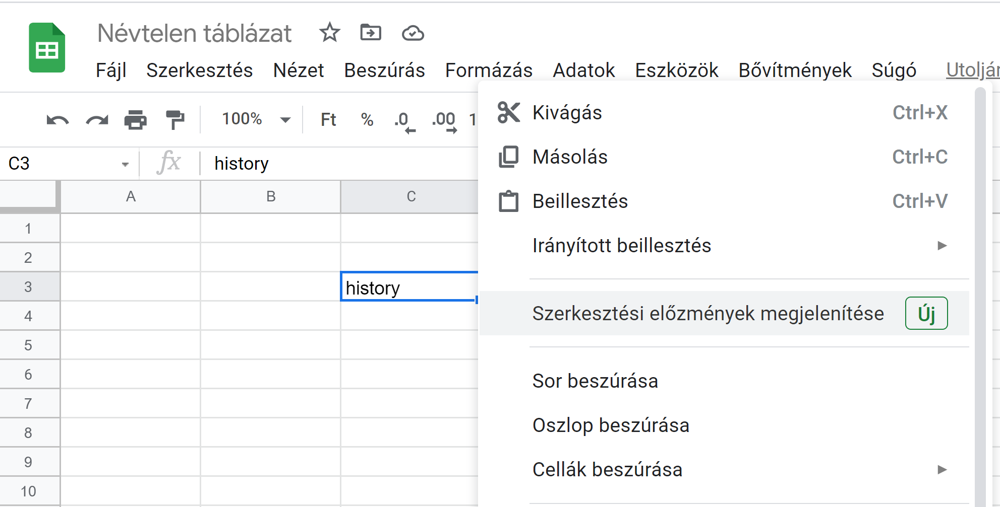 Névtelen táblázat
Fájl Szerkesztés Nézet Beszúrás Formázás Adatok Eszközök Bővítmények Súgó
100% Ft % .0 .00 1
C3 fx history
A B C
1
2
3 history
4
5
6
7
8
9
10
Kivágás Ctrl+X
Másolás Ctrl+C
Beillesztés Ctrl+V
Irányított beillesztés
Szerkesztési előzmények megjelenítése Új
Sor beszúrása
Oszlop beszúrása
Cellák beszúrása